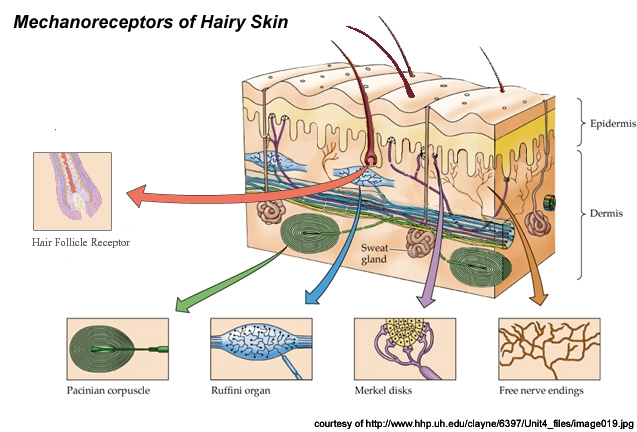 Mechanoreceptors of Hairy Skin
Epidermis
Dermis
Hair Follicle Receptor
Sweat
gland
Pacinian corpuscle
Ruffini organ
Merkel disks
Free nerve endings
courtesy of http://www.hhp.uh.edu/clayne/6397/Unit4_files/image019.jpg